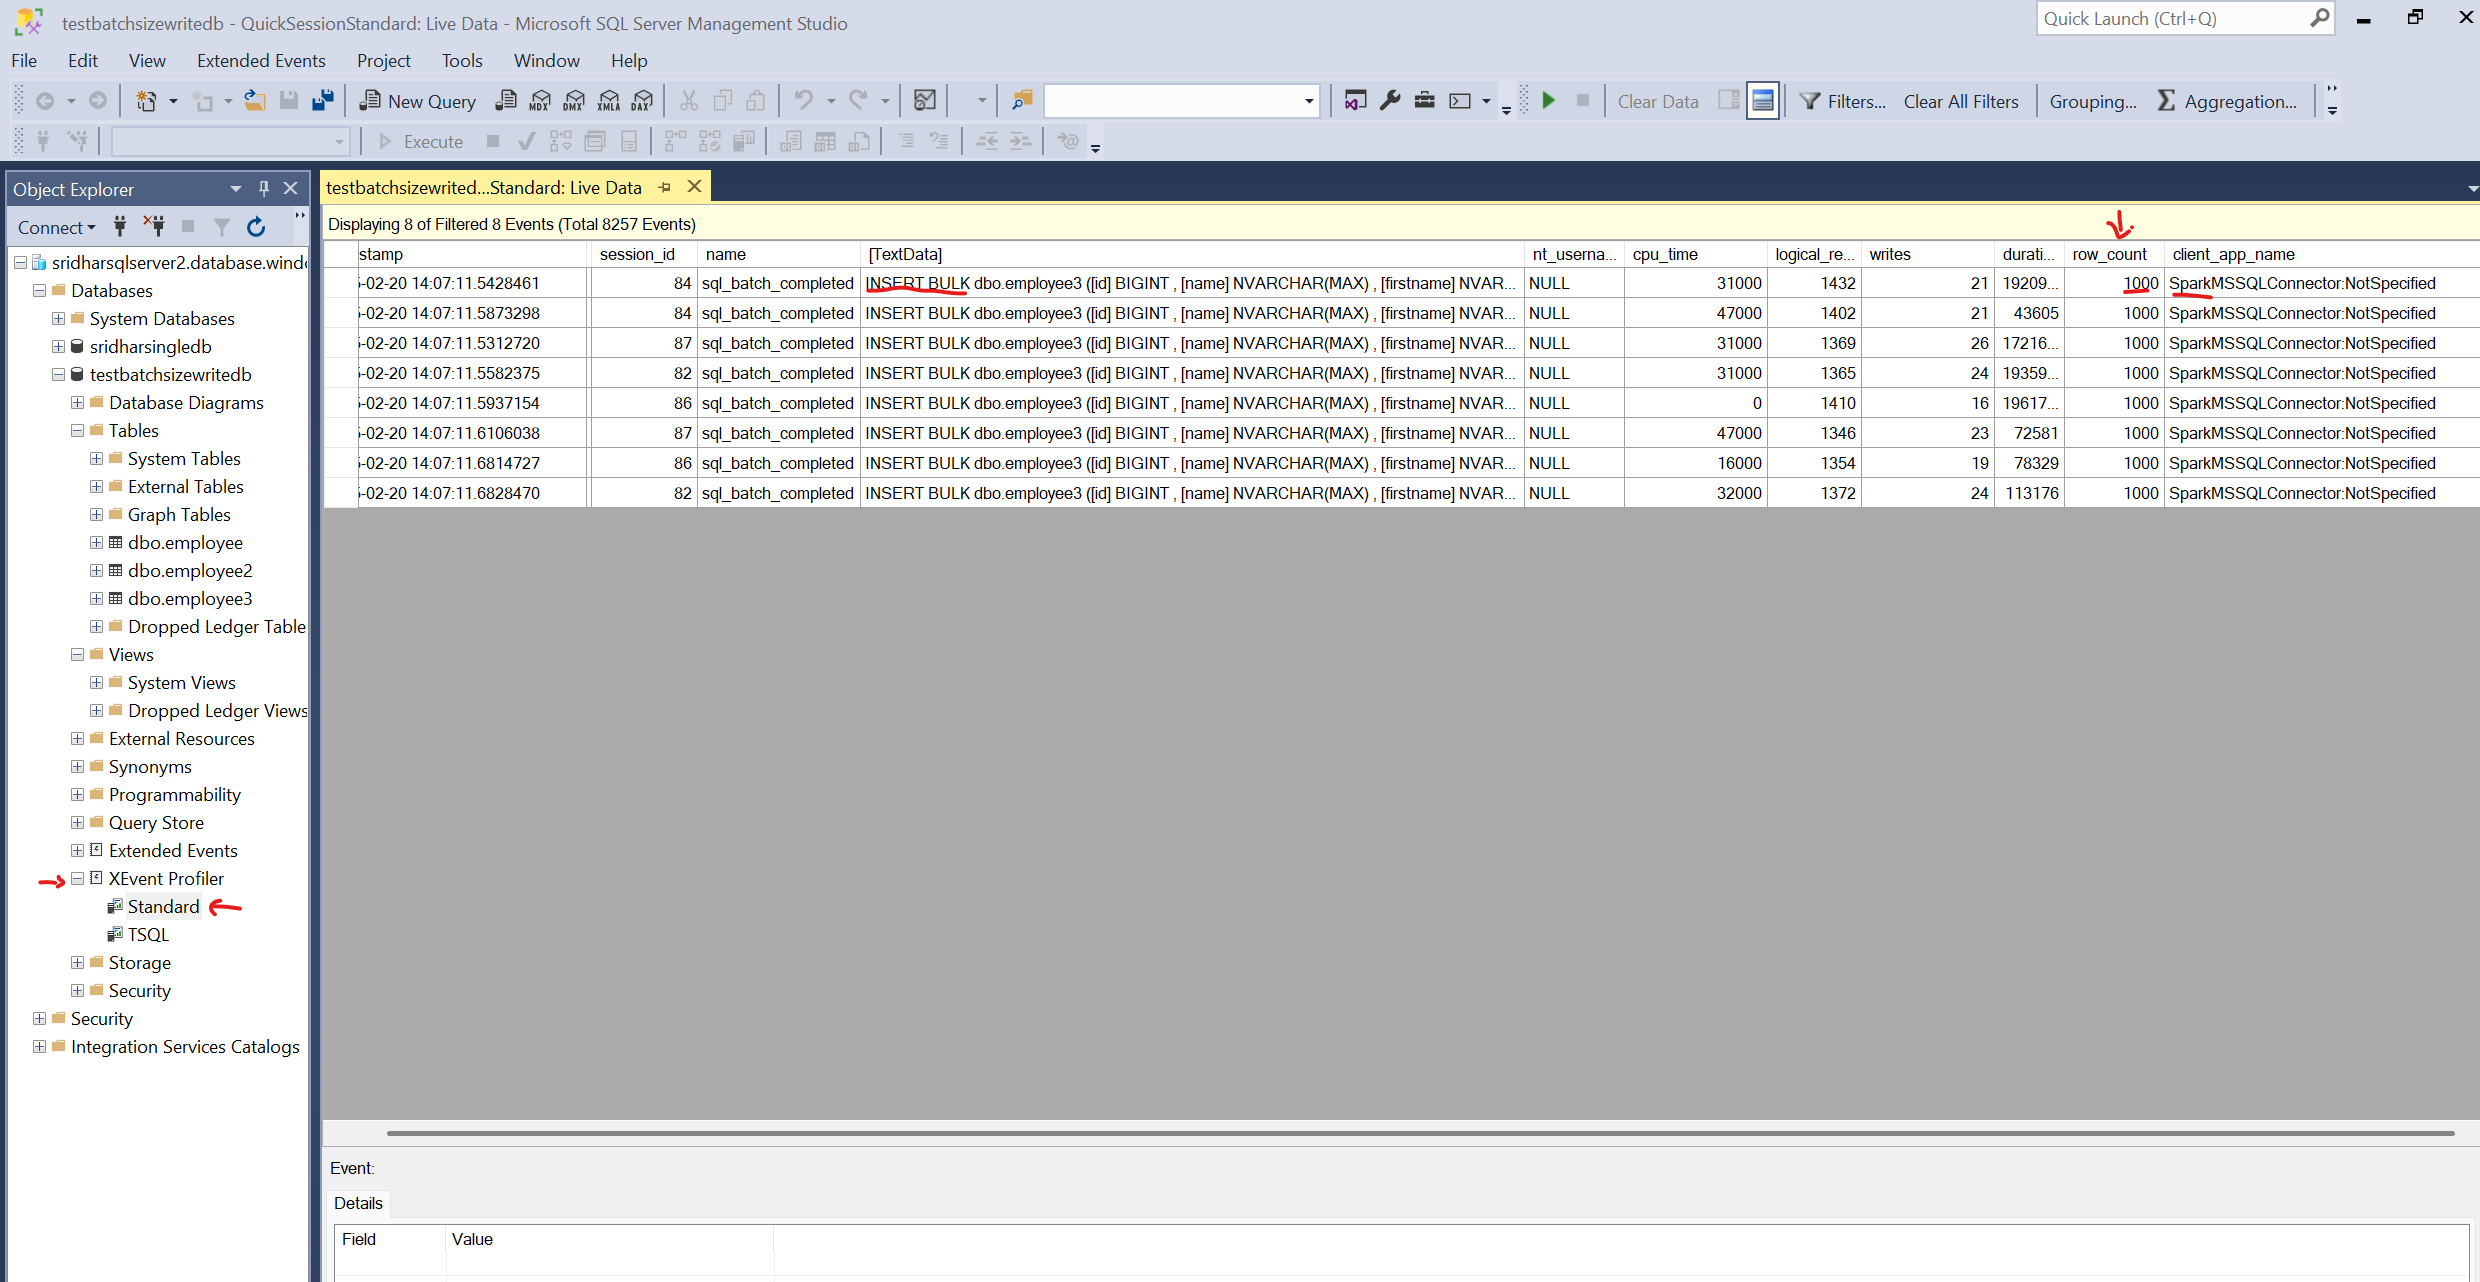 testbatchsizewritedb - QuickSessionStandard: Live Data - Microsoft SQL Server Management Studio
Quick Launch (Ctrl+Q)
File Edit View Extended Events Project Tools Window Help
New Query MDX DMX XMLA DAX Clear Data Filters... Clear All Filters Grouping... Aggregation...
Execute
Object Explorer
Connect
sridharsqlserver2.database.windo
Databases
System Databases
sridharsingledb
testbatchsizewritedb
Database Diagrams
Tables
System Tables
External Tables
Graph Tables
dbo.employee
dbo.employee2
dbo.employee3
Dropped Ledger Table
Views
System Views
Dropped Ledger Views
External Resources
Synonyms
Programmability
Query Store
Extended Events
XEvent Profiler
Standard
TSQL
Storage
Security
Security
Integration Services Catalogs
testbatchsizewrited...Standard: Live Data
Displaying 8 of Filtered 8 Events (Total 8257 Events)
stamp session_id name [TextData] nt_userna... cpu_time logical_re... writes durati... row_count client_app_name
-02-20 14:07:11.5428461 84 sql_batch_completed INSERT BULK dbo.employee3 ([id] BIGINT , [name] NVARCHAR(MAX) , [firstname] NVAR... NULL 31000 1432 21 19209... 1000 SparkMSSQLConnector:NotSpecified
-02-20 14:07:11.5873298 84 sql_batch_completed INSERT BULK dbo.employee3 ([id] BIGINT , [name] NVARCHAR(MAX) , [firstname] NVAR... NULL 47000 1402 21 43605 1000 SparkMSSQLConnector:NotSpecified
-02-20 14:07:11.5312720 87 sql_batch_completed INSERT BULK dbo.employee3 ([id] BIGINT , [name] NVARCHAR(MAX) , [firstname] NVAR... NULL 31000 1369 26 17216... 1000 SparkMSSQLConnector:NotSpecified
-02-20 14:07:11.5582375 82 sql_batch_completed INSERT BULK dbo.employee3 ([id] BIGINT , [name] NVARCHAR(MAX) , [firstname] NVAR... NULL 31000 1365 24 19359... 1000 SparkMSSQLConnector:NotSpecified
-02-20 14:07:11.5937154 86 sql_batch_completed INSERT BULK dbo.employee3 ([id] BIGINT , [name] NVARCHAR(MAX) , [firstname] NVAR... NULL 0 1410 16 19617... 1000 SparkMSSQLConnector:NotSpecified
-02-20 14:07:11.6106038 87 sql_batch_completed INSERT BULK dbo.employee3 ([id] BIGINT , [name] NVARCHAR(MAX) , [firstname] NVAR... NULL 47000 1346 23 72581 1000 SparkMSSQLConnector:NotSpecified
-02-20 14:07:11.6814727 86 sql_batch_completed INSERT BULK dbo.employee3 ([id] BIGINT , [name] NVARCHAR(MAX) , [firstname] NVAR... NULL 16000 1354 19 78329 1000 SparkMSSQLConnector:NotSpecified
-02-20 14:07:11.6828470 82 sql_batch_completed INSERT BULK dbo.employee3 ([id] BIGINT , [name] NVARCHAR(MAX) , [firstname] NVAR... NULL 32000 1372 24 113176 1000 SparkMSSQLConnector:NotSpecified
Event:
Details
Field Value